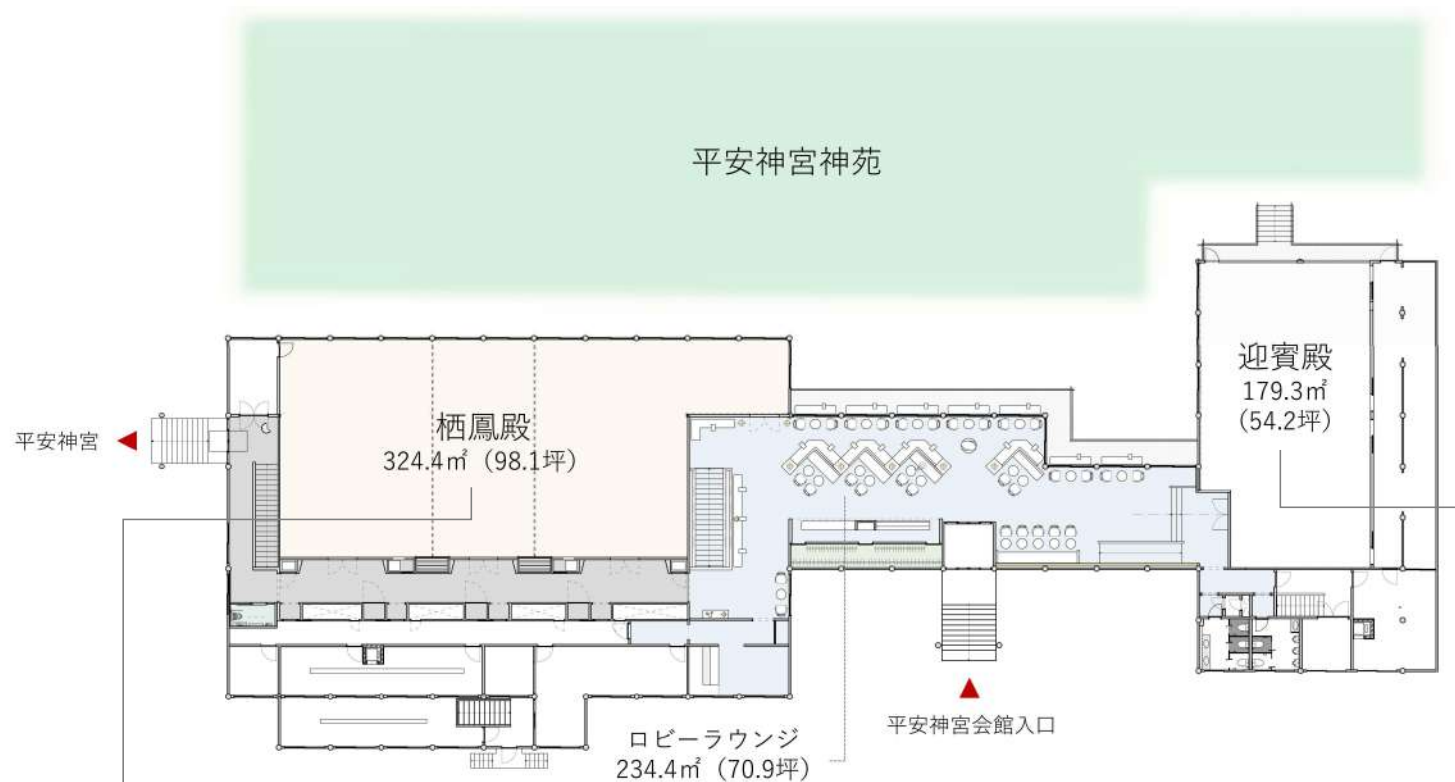 平安神宮神苑
迎賓殿
179.3㎡
(54.2坪)
栖鳳殿
324.4㎡（98.1坪）
平安神宮
平安神宮会館入口
ロビーラウンジ
234.4㎡（70.9坪）